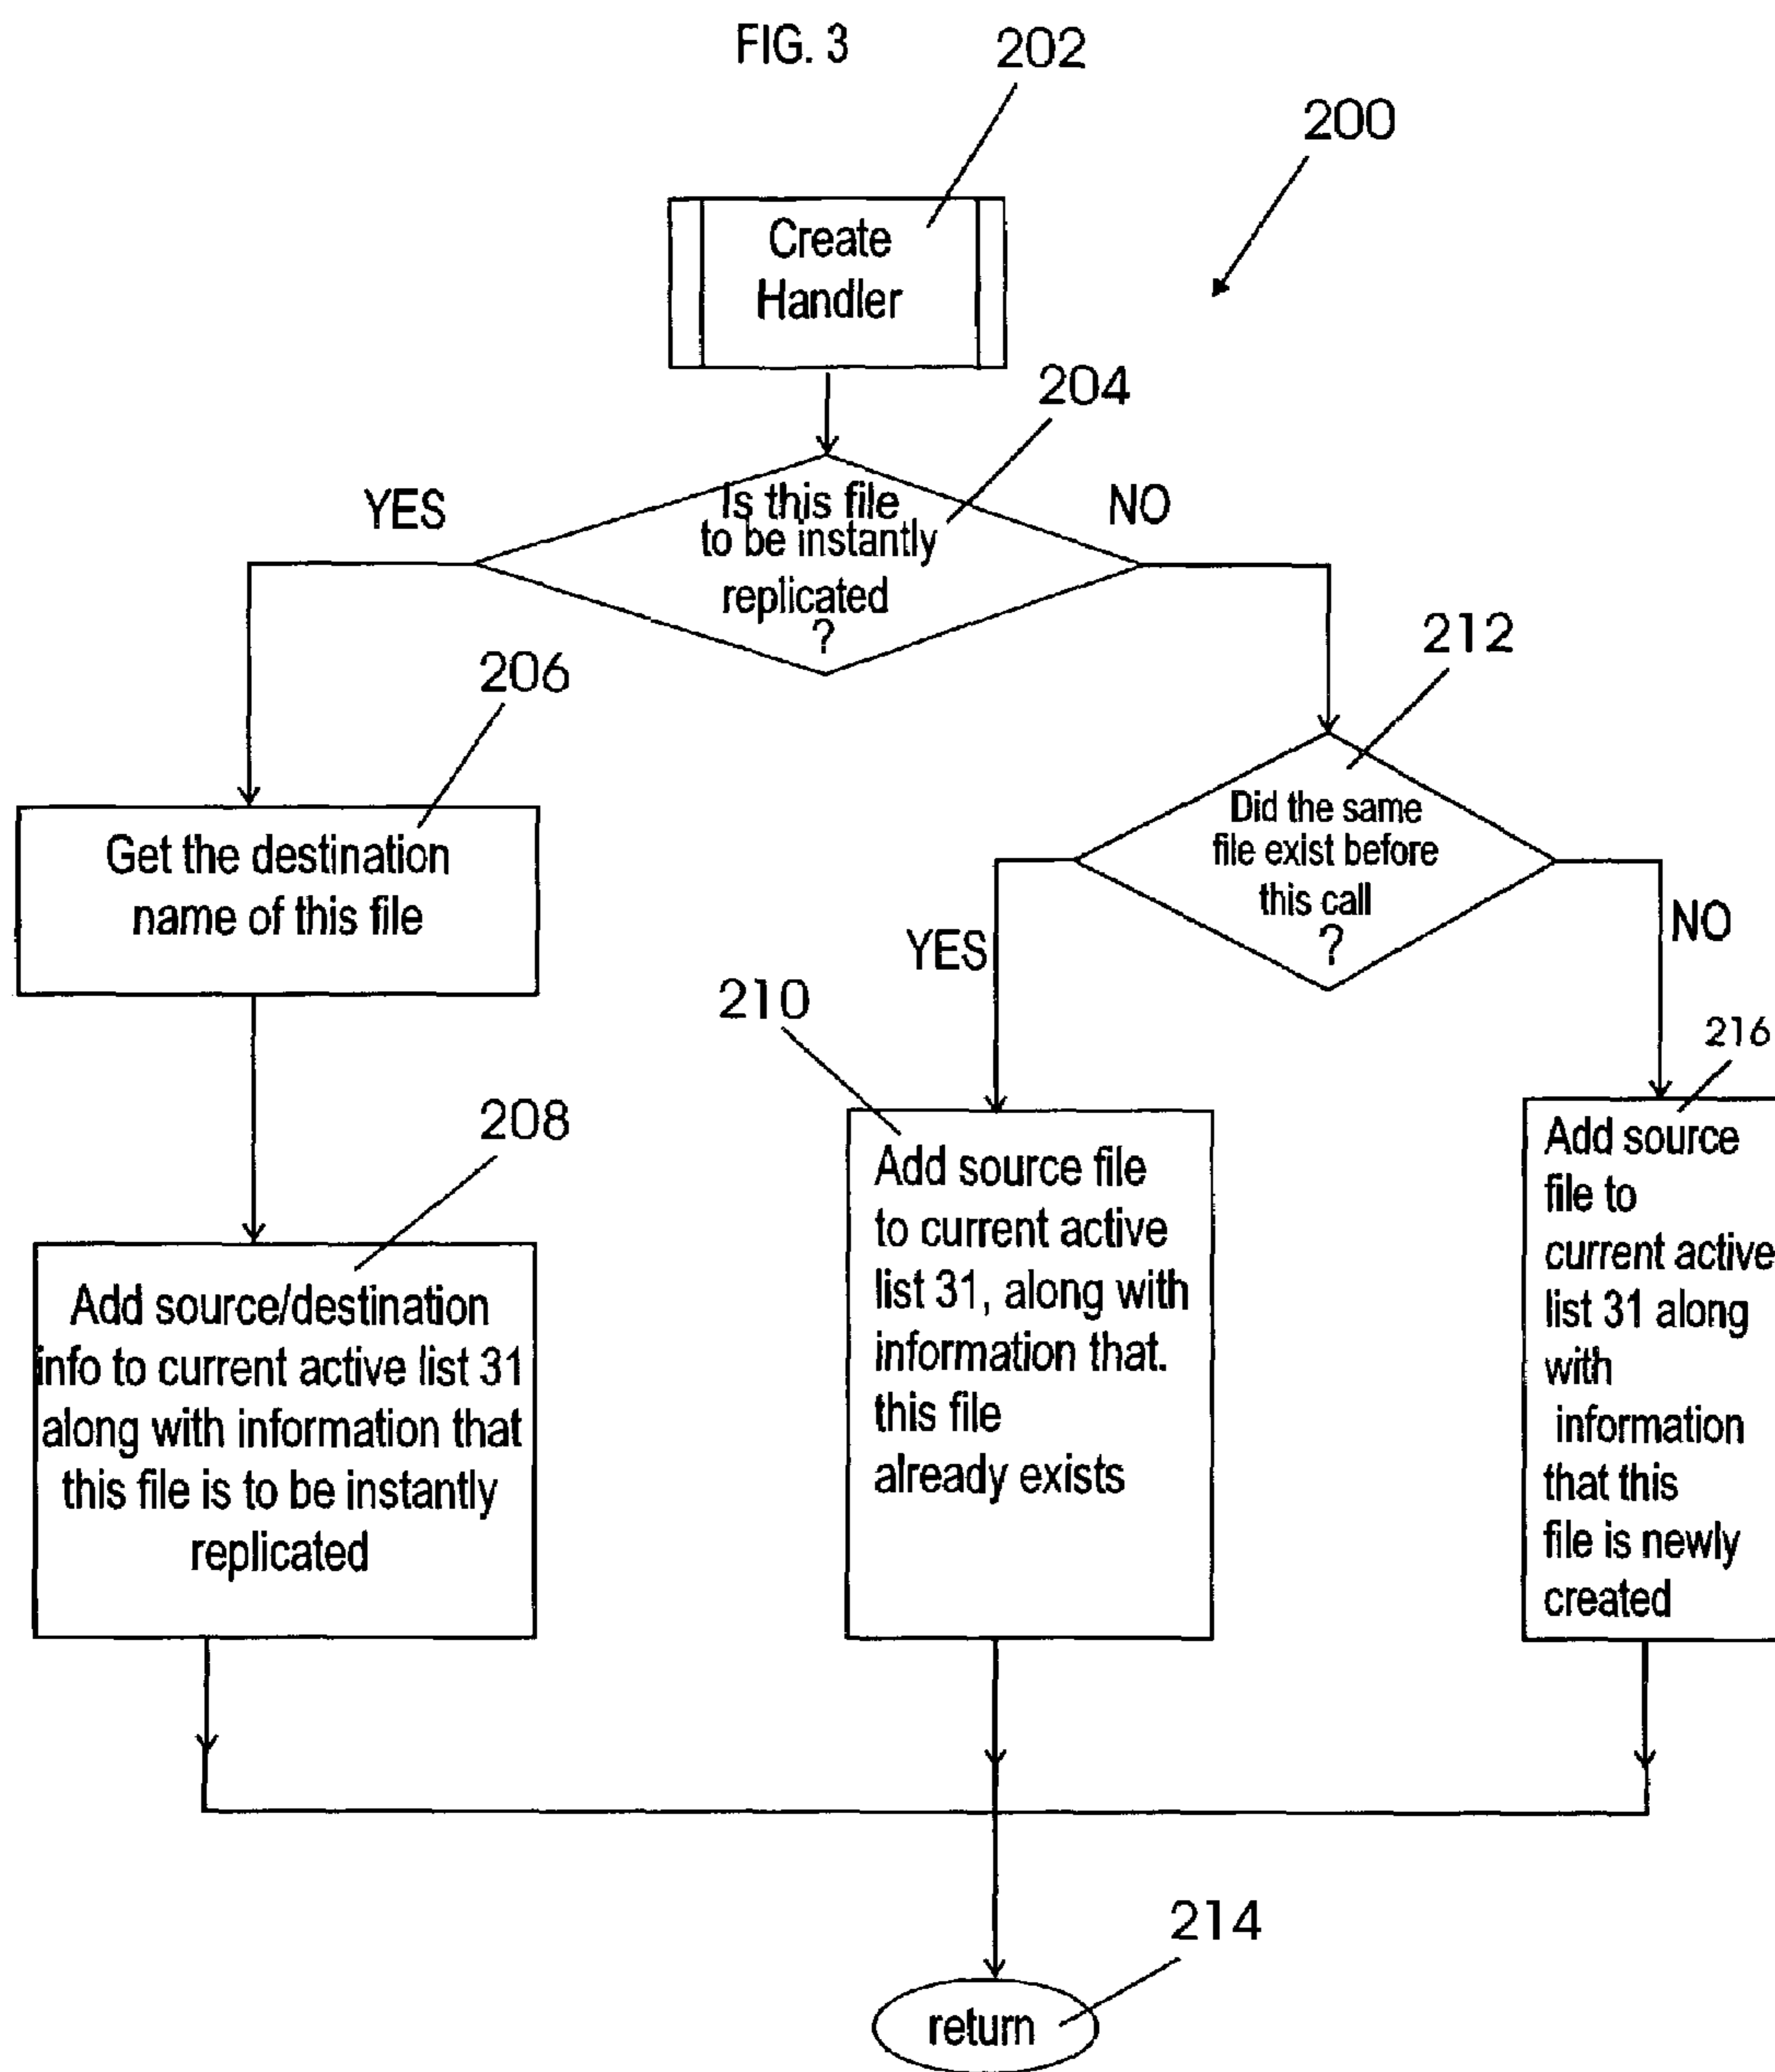 FIG. 3
202
200
Create
Handler
204
YES
Is this file
to be instantly
replicated
?
NO
212
206
Get the destination
name of this file
Did the same
file exist before
this call
?
YES
NO
210
216
208
Add source/destination
info to current active list 31
along with information that
this file is to be instantly
replicated
Add source file
to current active
list 31, along with
information that.
this file
already exists
Add source
file to
current active
list 31 along
with
information
that this
file is newly
created
214
return